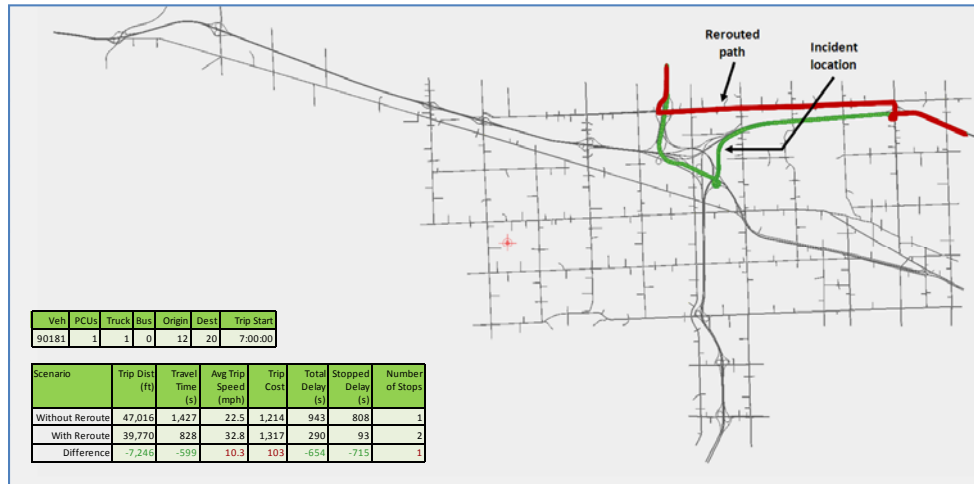 Rerouted
path
Incident
location
Veh PCUs Truck Bus Origin Dest Trip Start
90181 1 1 0 12 20 7:00:00
Scenario Trip Dist (ft) Travel Time (s) Avg Trip Speed (mph) Trip Cost Total Delay (s) Stopped Delay (s) Number of Stops
Without Reroute 47,016 1,427 22.5 1,214 943 808 1
With Reroute 39,770 828 32.8 1,317 290 93 2
Difference -7,246 -599 10.3 103 -654 -715 1